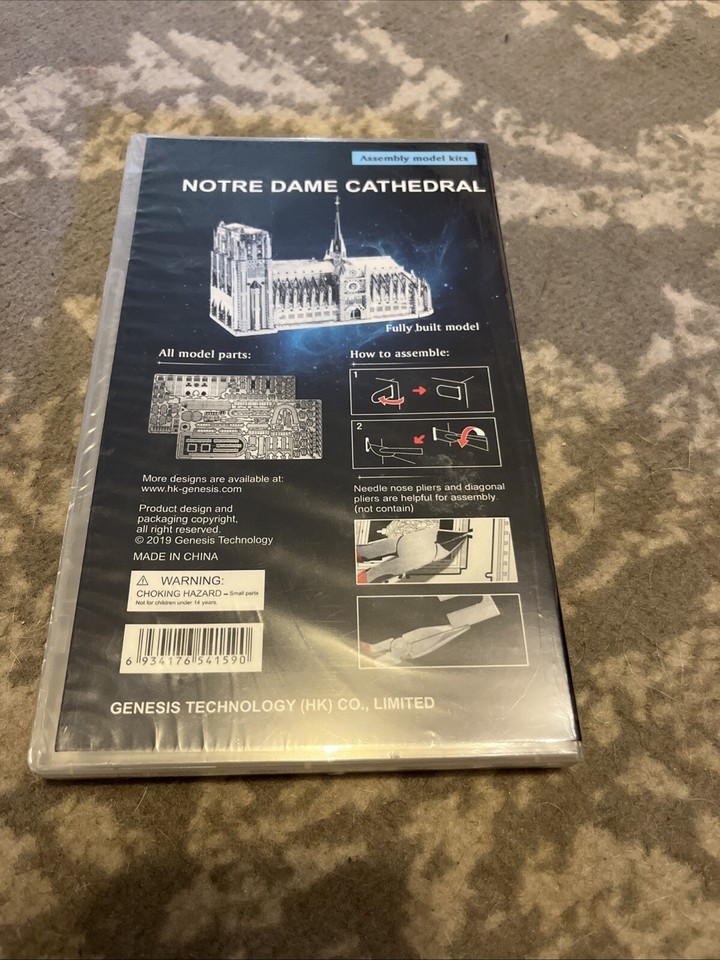 Assembly model kits
NOTRE DAME CATHEDRAL
Fully built model
All model parts:
How to assemble:
1
2
More designs are available at:
www.hk-genesis.com
Product design and
packaging copyright,
all right reserved.
© 2019 Genesis Technology
MADE IN CHINA
Needle nose pliers and diagonal
pliers are helpful for assembly.
(not contain)
⚠ WARNING:
CHOKING HAZARD – Small parts
Not for children under 14 years.
6 934176 541590
GENESIS TECHNOLOGY (HK) CO., LIMITED